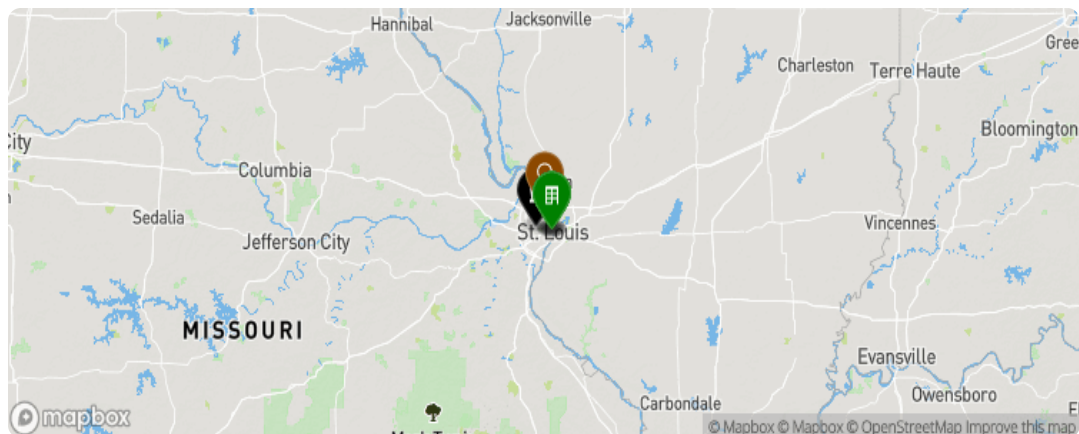 Hannibal
Jacksonville
Gree
Charleston
Terre Haute
City
Bloomington
Columbia
Sedalia
St. Louis
Vincennes
Jefferson City
MISSOURI
Evansville
Owensboro
Carbondale
mapbox
© Mapbox © Mapbox © OpenStreetMap Improve this map